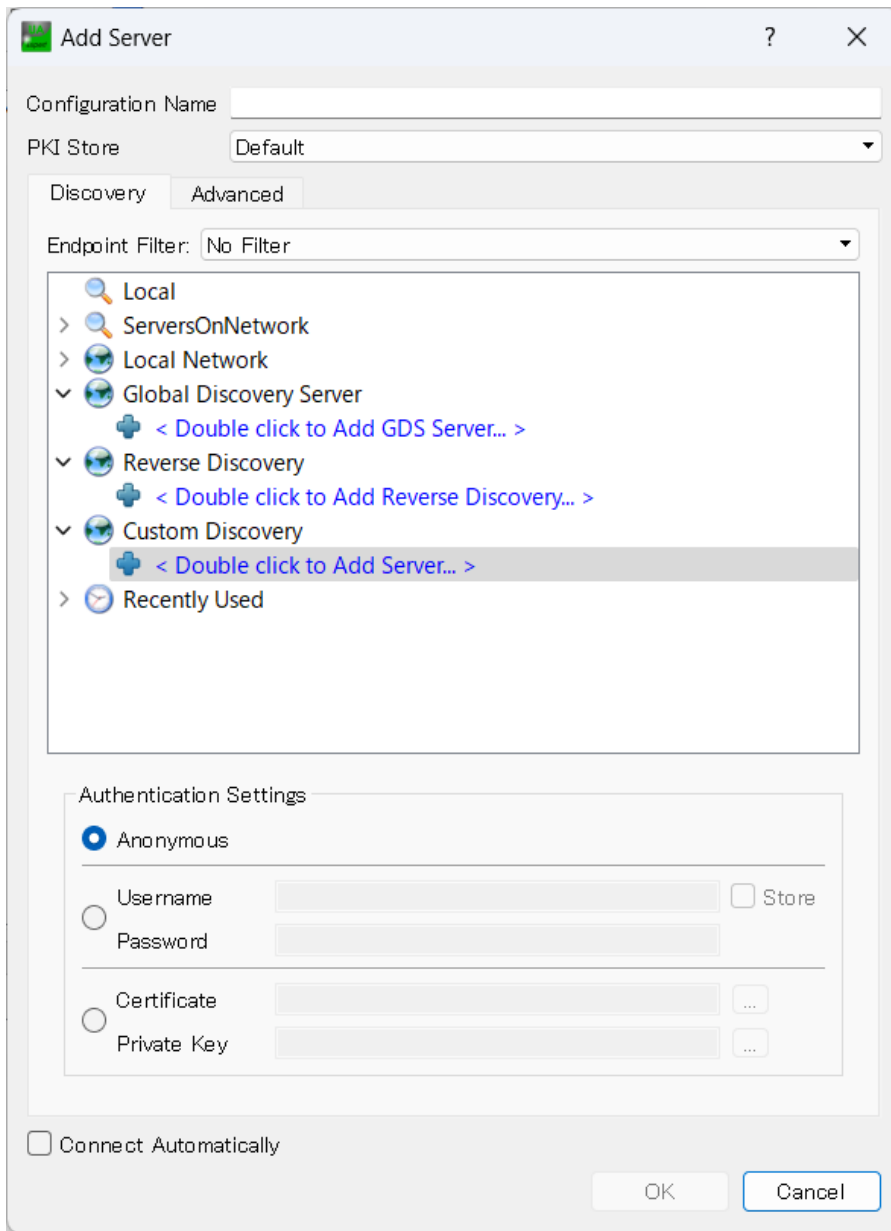 Add Server
?
Configuration Name
PKI Store Default
Discovery Advanced
Endpoint Filter: No Filter
Local
ServersOnNetwork
Local Network
Global Discovery Server
< Double click to Add GDS Server... >
Reverse Discovery
< Double click to Add Reverse Discovery... >
Custom Discovery
< Double click to Add Server... >
Recently Used
Authentication Settings
Anonymous
Username Store
Password
Certificate ...
Private Key ...
Connect Automatically
OK Cancel